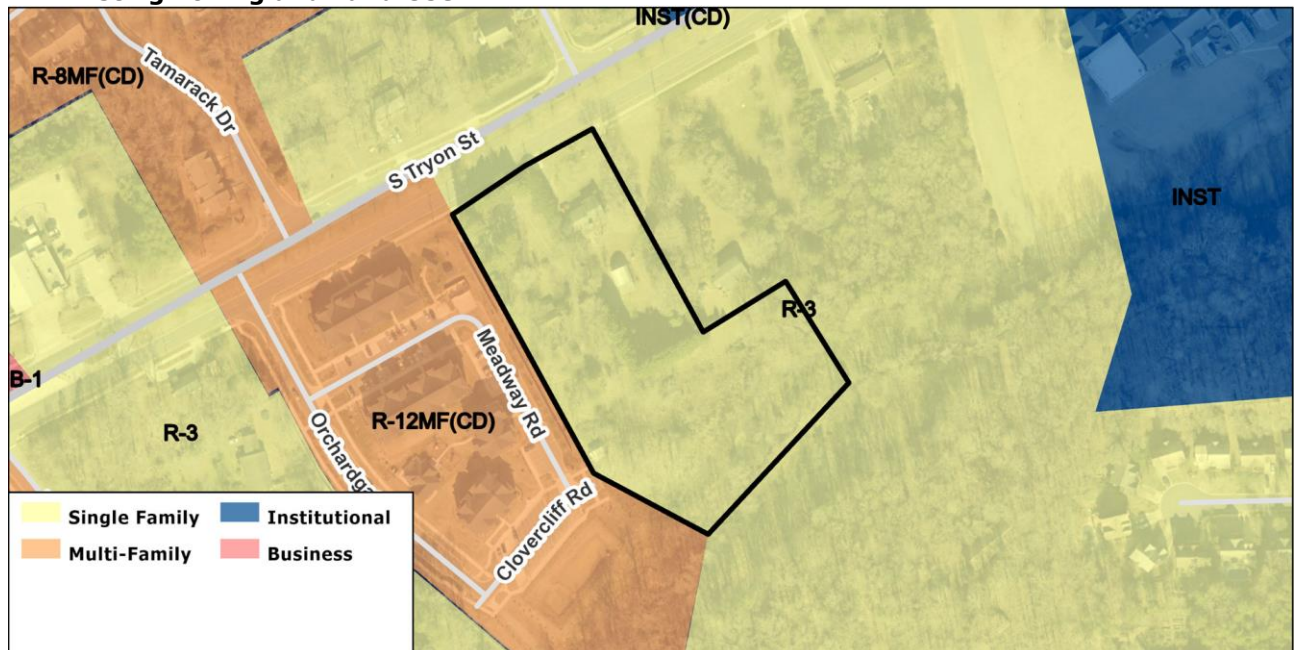 INST(CD)
R-8MF(CD)
Tamarack Dr
S Tryon St
INST
R-3
B-1
R-12MF(CD)
Meadway Rd
R-3
Clovercliff Rd
Single Family
Institutional
Multi-Family
Business